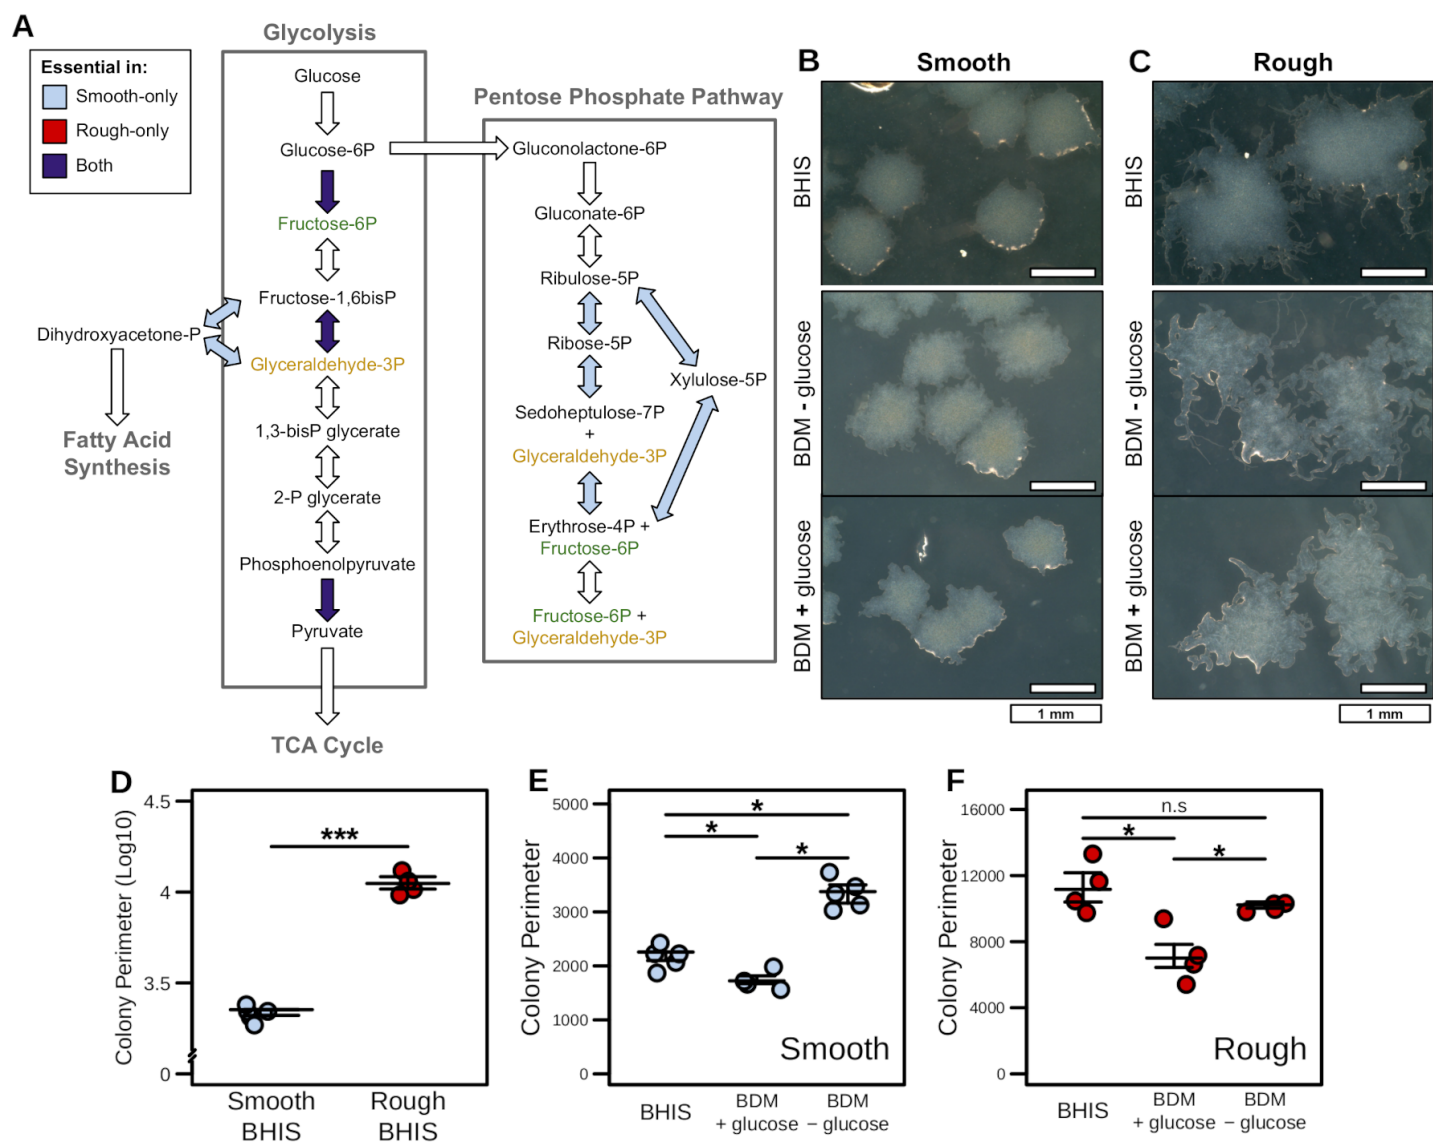 A
Essential in:
Smooth-only
Rough-only
Both
Glycolysis
Glucose
Glucose-6P
Fructose-6P
Fructose-1,6bisP
Dihydroxyacetone-P
Glyceraldehyde-3P
1,3-bisP glycerate
2-P glycerate
Phosphoenolpyruvate
Pyruvate
TCA Cycle
Fatty Acid
Synthesis
Pentose Phosphate Pathway
Gluconolactone-6P
Gluconate-6P
Ribulose-5P
Ribose-5P
Xylulose-5P
Sedoheptulose-7P
+
Glyceraldehyde-3P
Erythrose-4P +
Fructose-6P
Fructose-6P +
Glyceraldehyde-3P
B
Smooth
BHIS
BDM - glucose
BDM + glucose
1 mm
C
Rough
BHIS
BDM - glucose
BDM + glucose
1 mm
D
Colony Perimeter (Log10)
4.5
4
3.5
0
***
Smooth
BHIS
Rough
BHIS
E
Colony Perimeter
5000
4000
3000
2000
1000
0
*
*
*
Smooth
BHIS
BDM
+ glucose
BDM
− glucose
F
Colony Perimeter
16000
12000
8000
4000
0
n.s
*
*
Rough
BHIS
BDM
+ glucose
BDM
− glucose